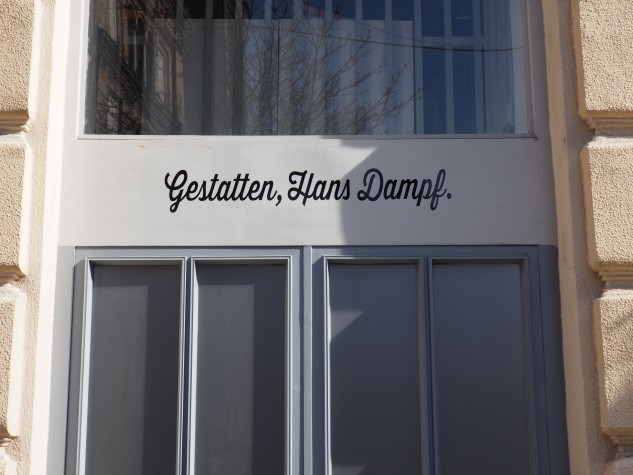 Gestatten, Hans Dampf.